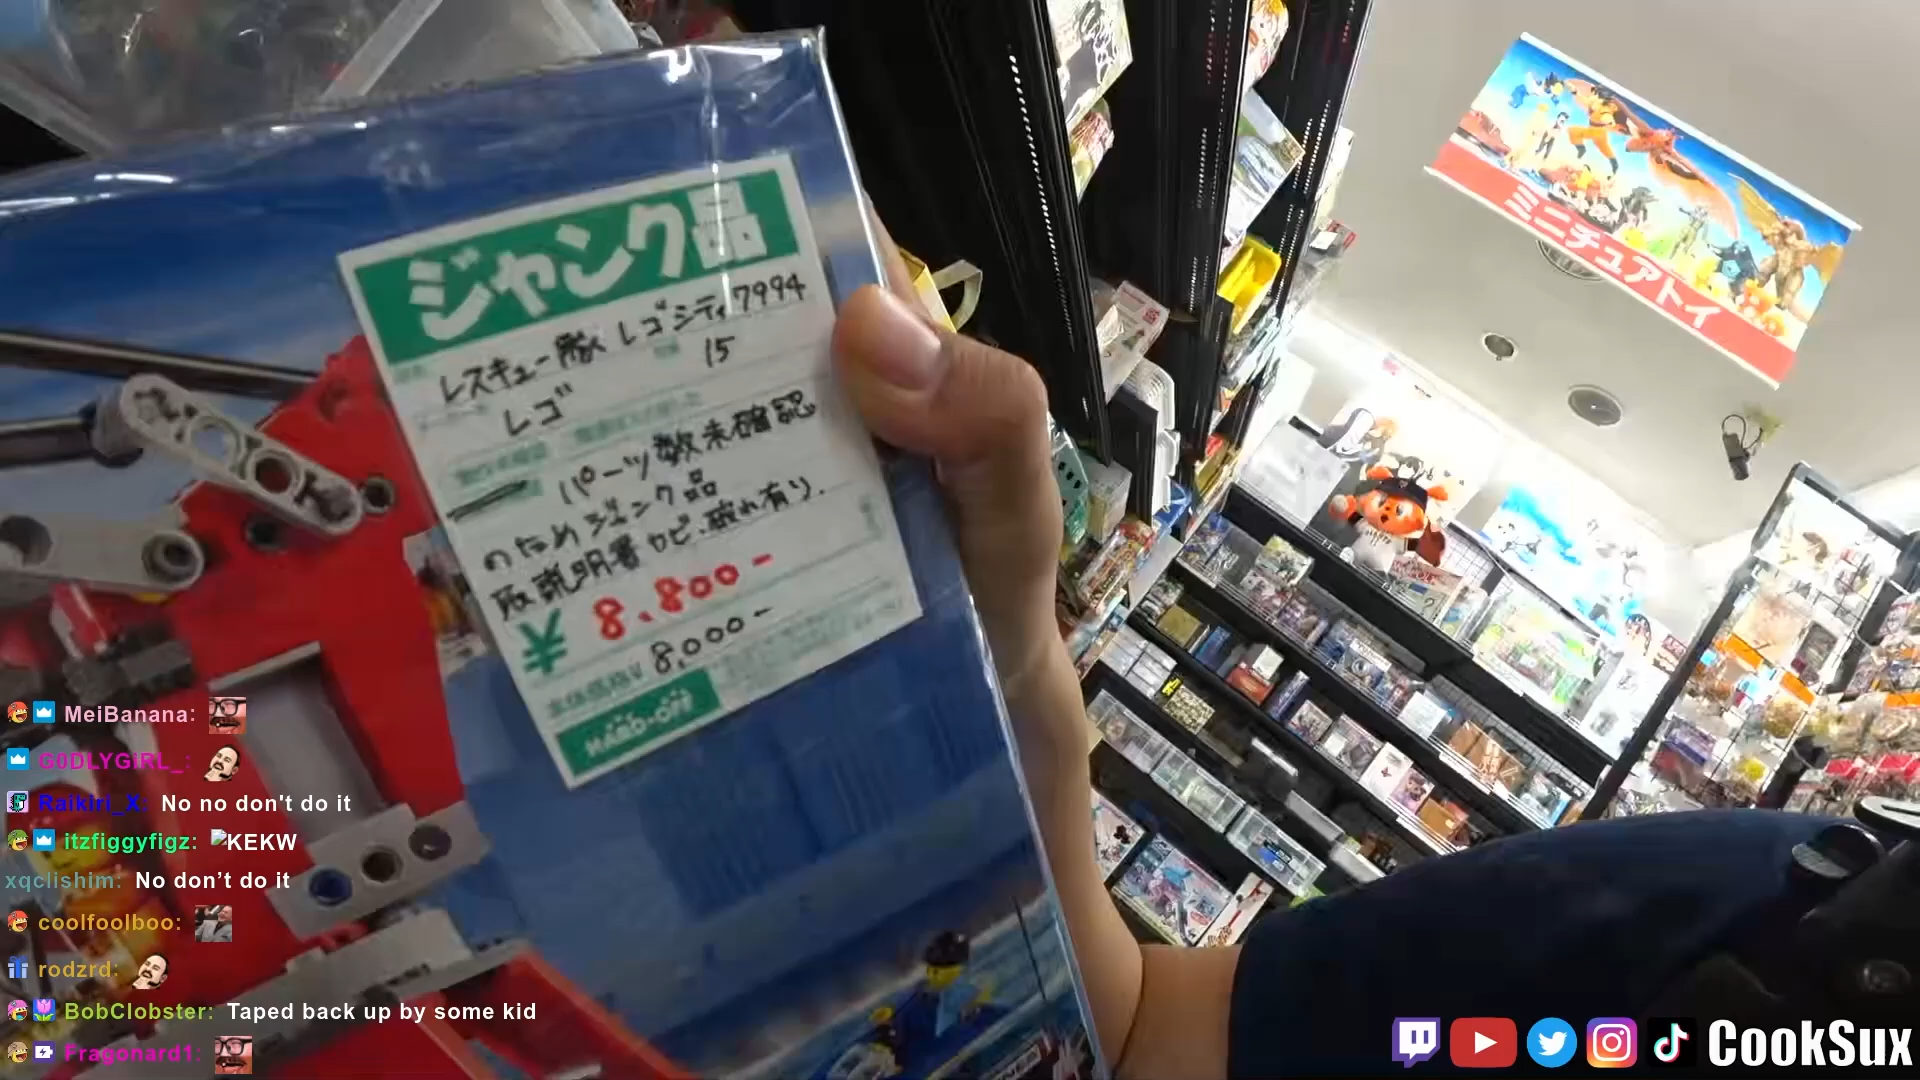 ジャンク品
レスキュー隊 レゴシティ 7994
レゴ 15
パーツ数未確認
のためジャンク品
取説明書カビ、破れ有り.
¥ 8.800-
8,000-
HARD・OFF
ミニチュアトイ
MeiBanana:
G0DLYGiRL_:
Raikiri_X: No no don't do it
itzfiggyfigz: KEKW
xqclishim: No don’t do it
coolfoolboo:
rodzrd:
BobClobster: Taped back up by some kid
Fragonard1:
CookSux